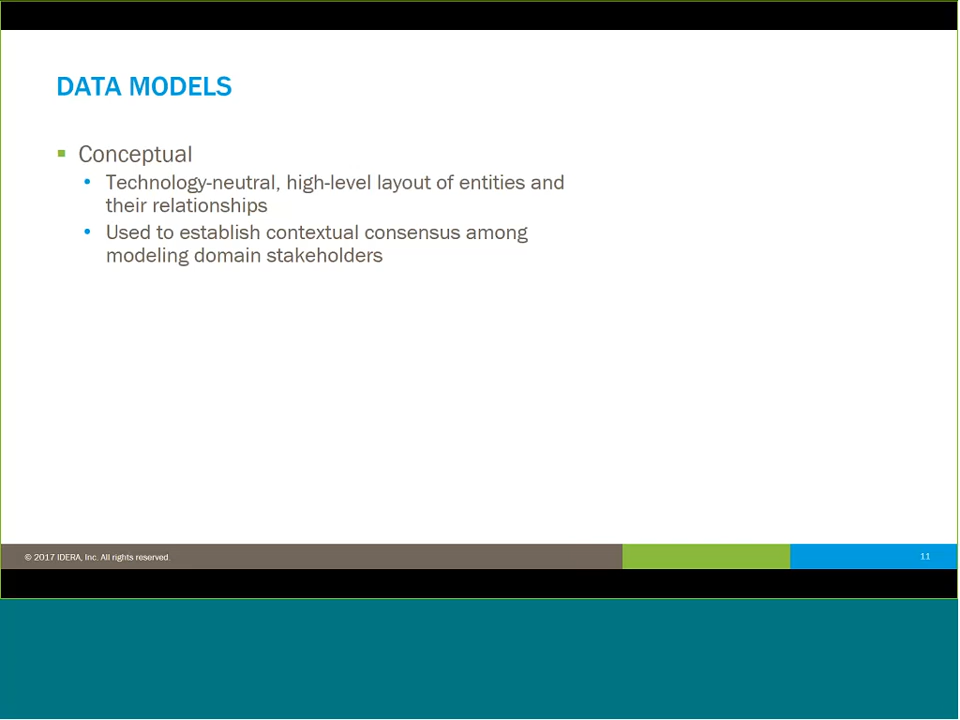 DATA MODELS
Conceptual
Technology-neutral, high-level layout of entities and
their relationships
Used to establish contextual consensus among
modeling domain stakeholders
© 2017 IDERA, Inc. All rights reserved.
11